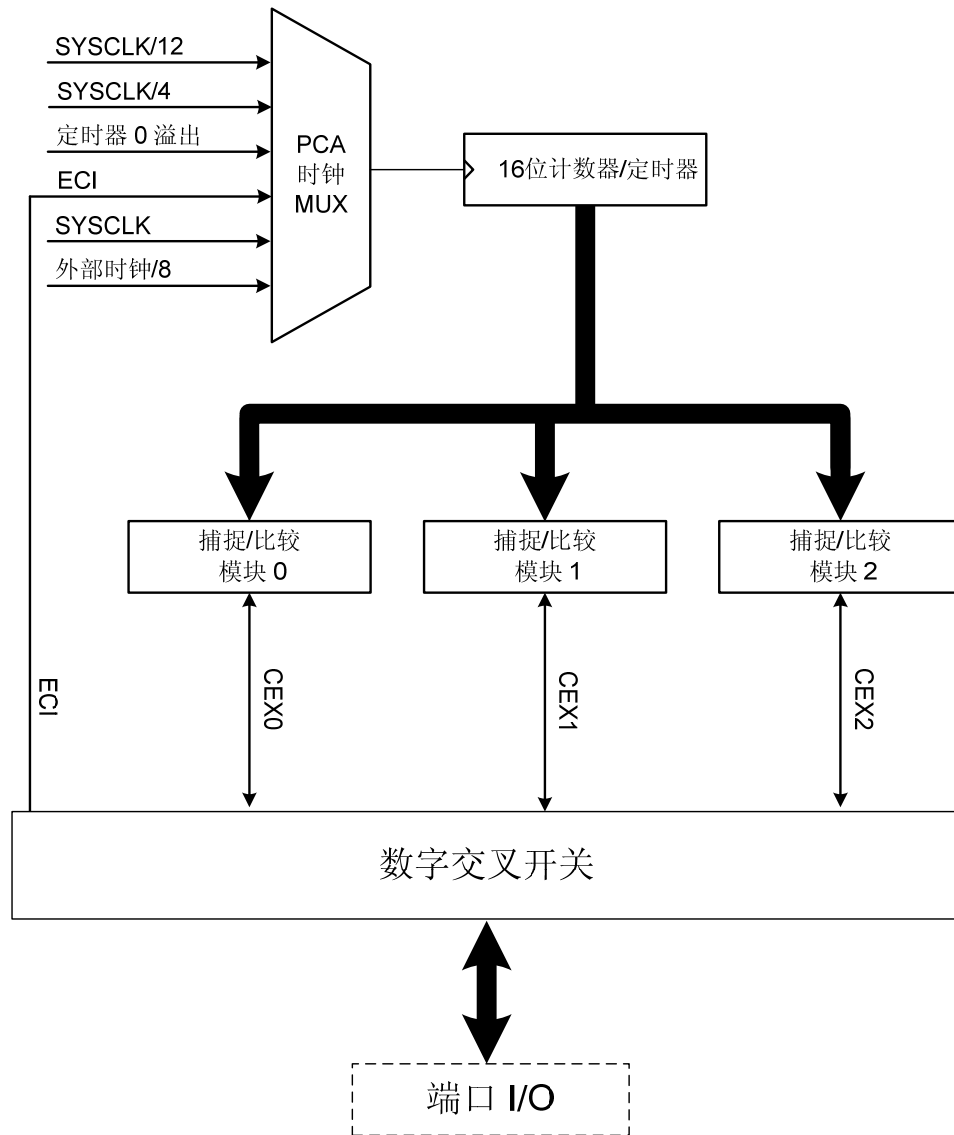 SYSCLK/12
SYSCLK/4
定时器 0 溢出
ECI
SYSCLK
外部时钟/8
PCA
时钟
MUX
16位计数器/定时器
捕捉/比较
模块 0
捕捉/比较
模块 1
捕捉/比较
模块 2
ECI
CEX0
CEX1
CEX2
数字交叉开关
端口 I/O